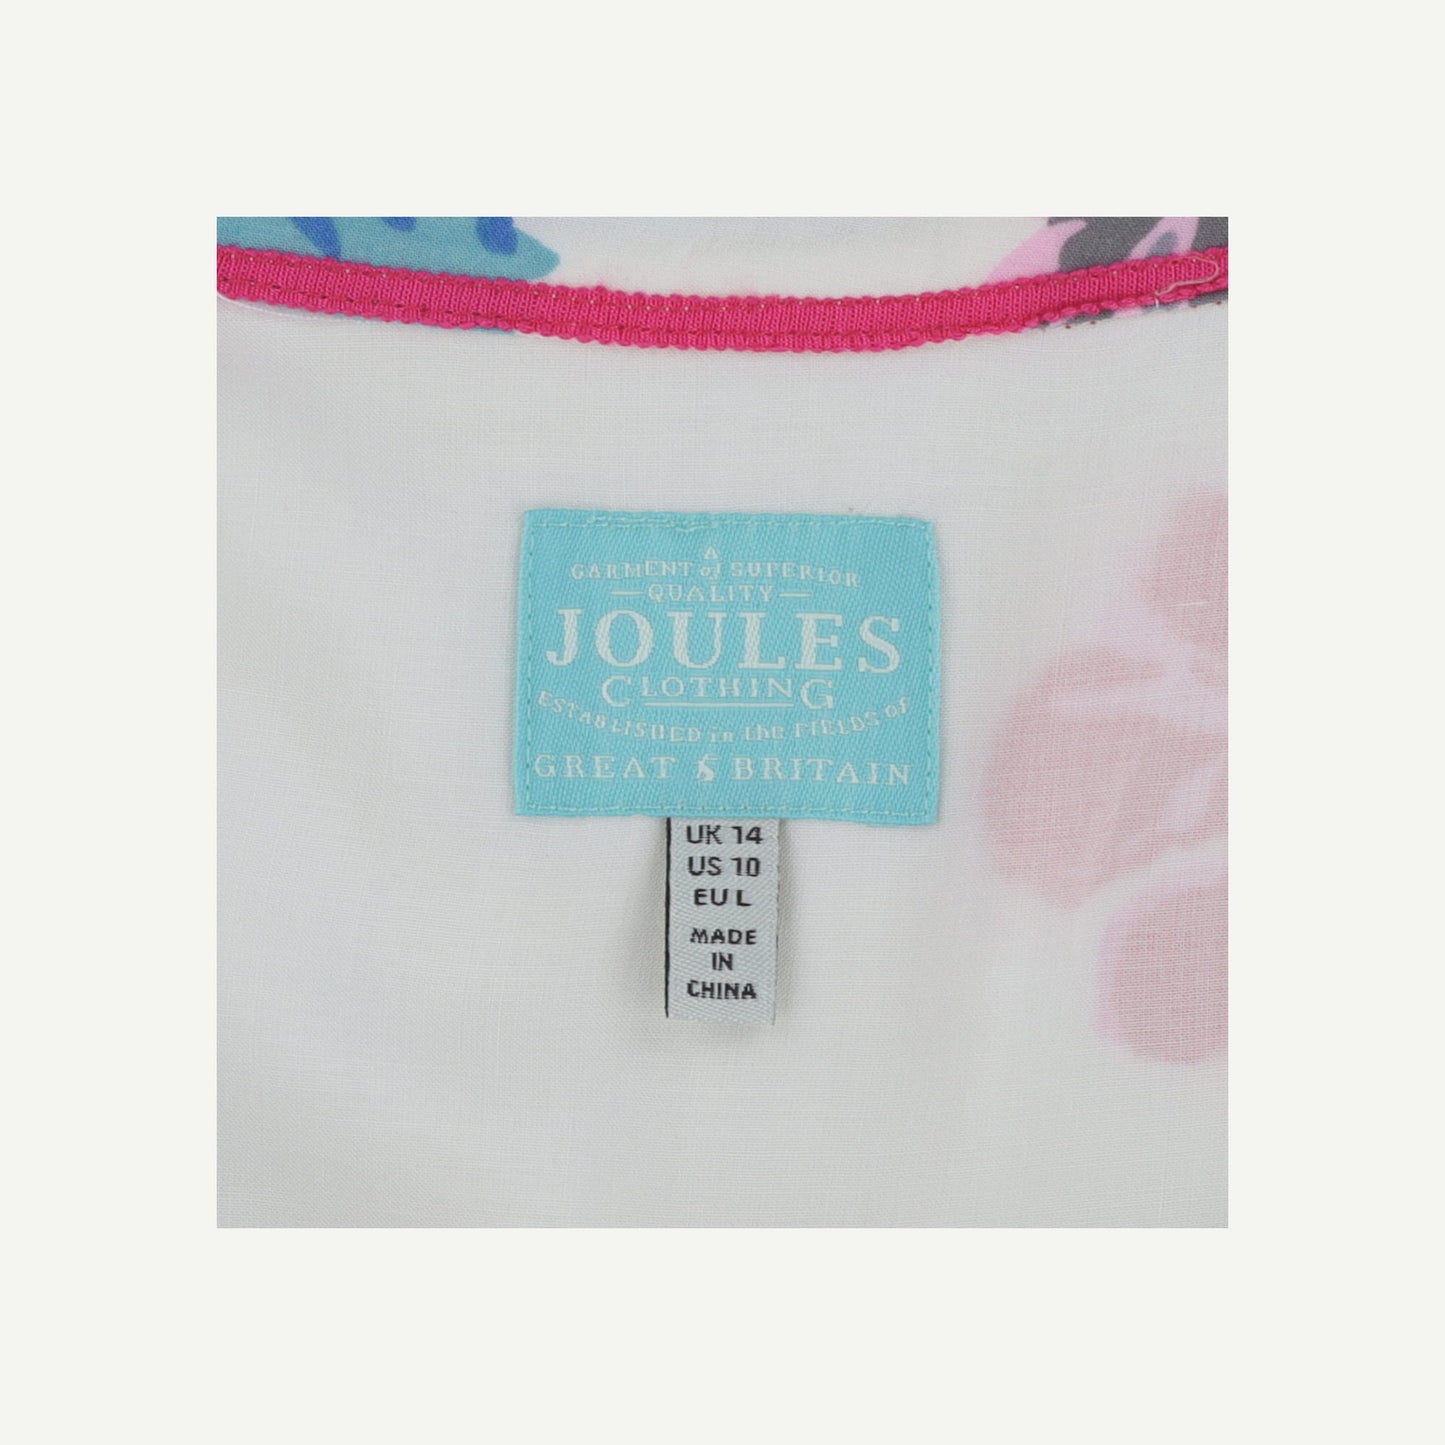 A
GARMENT of SUPERIOR
QUALITY
JOULES
CLOTHING
ESTABLISHED in the FIELDS OF
GREAT BRITAIN
UK 14
US 10
EU L
MADE
IN
CHINA